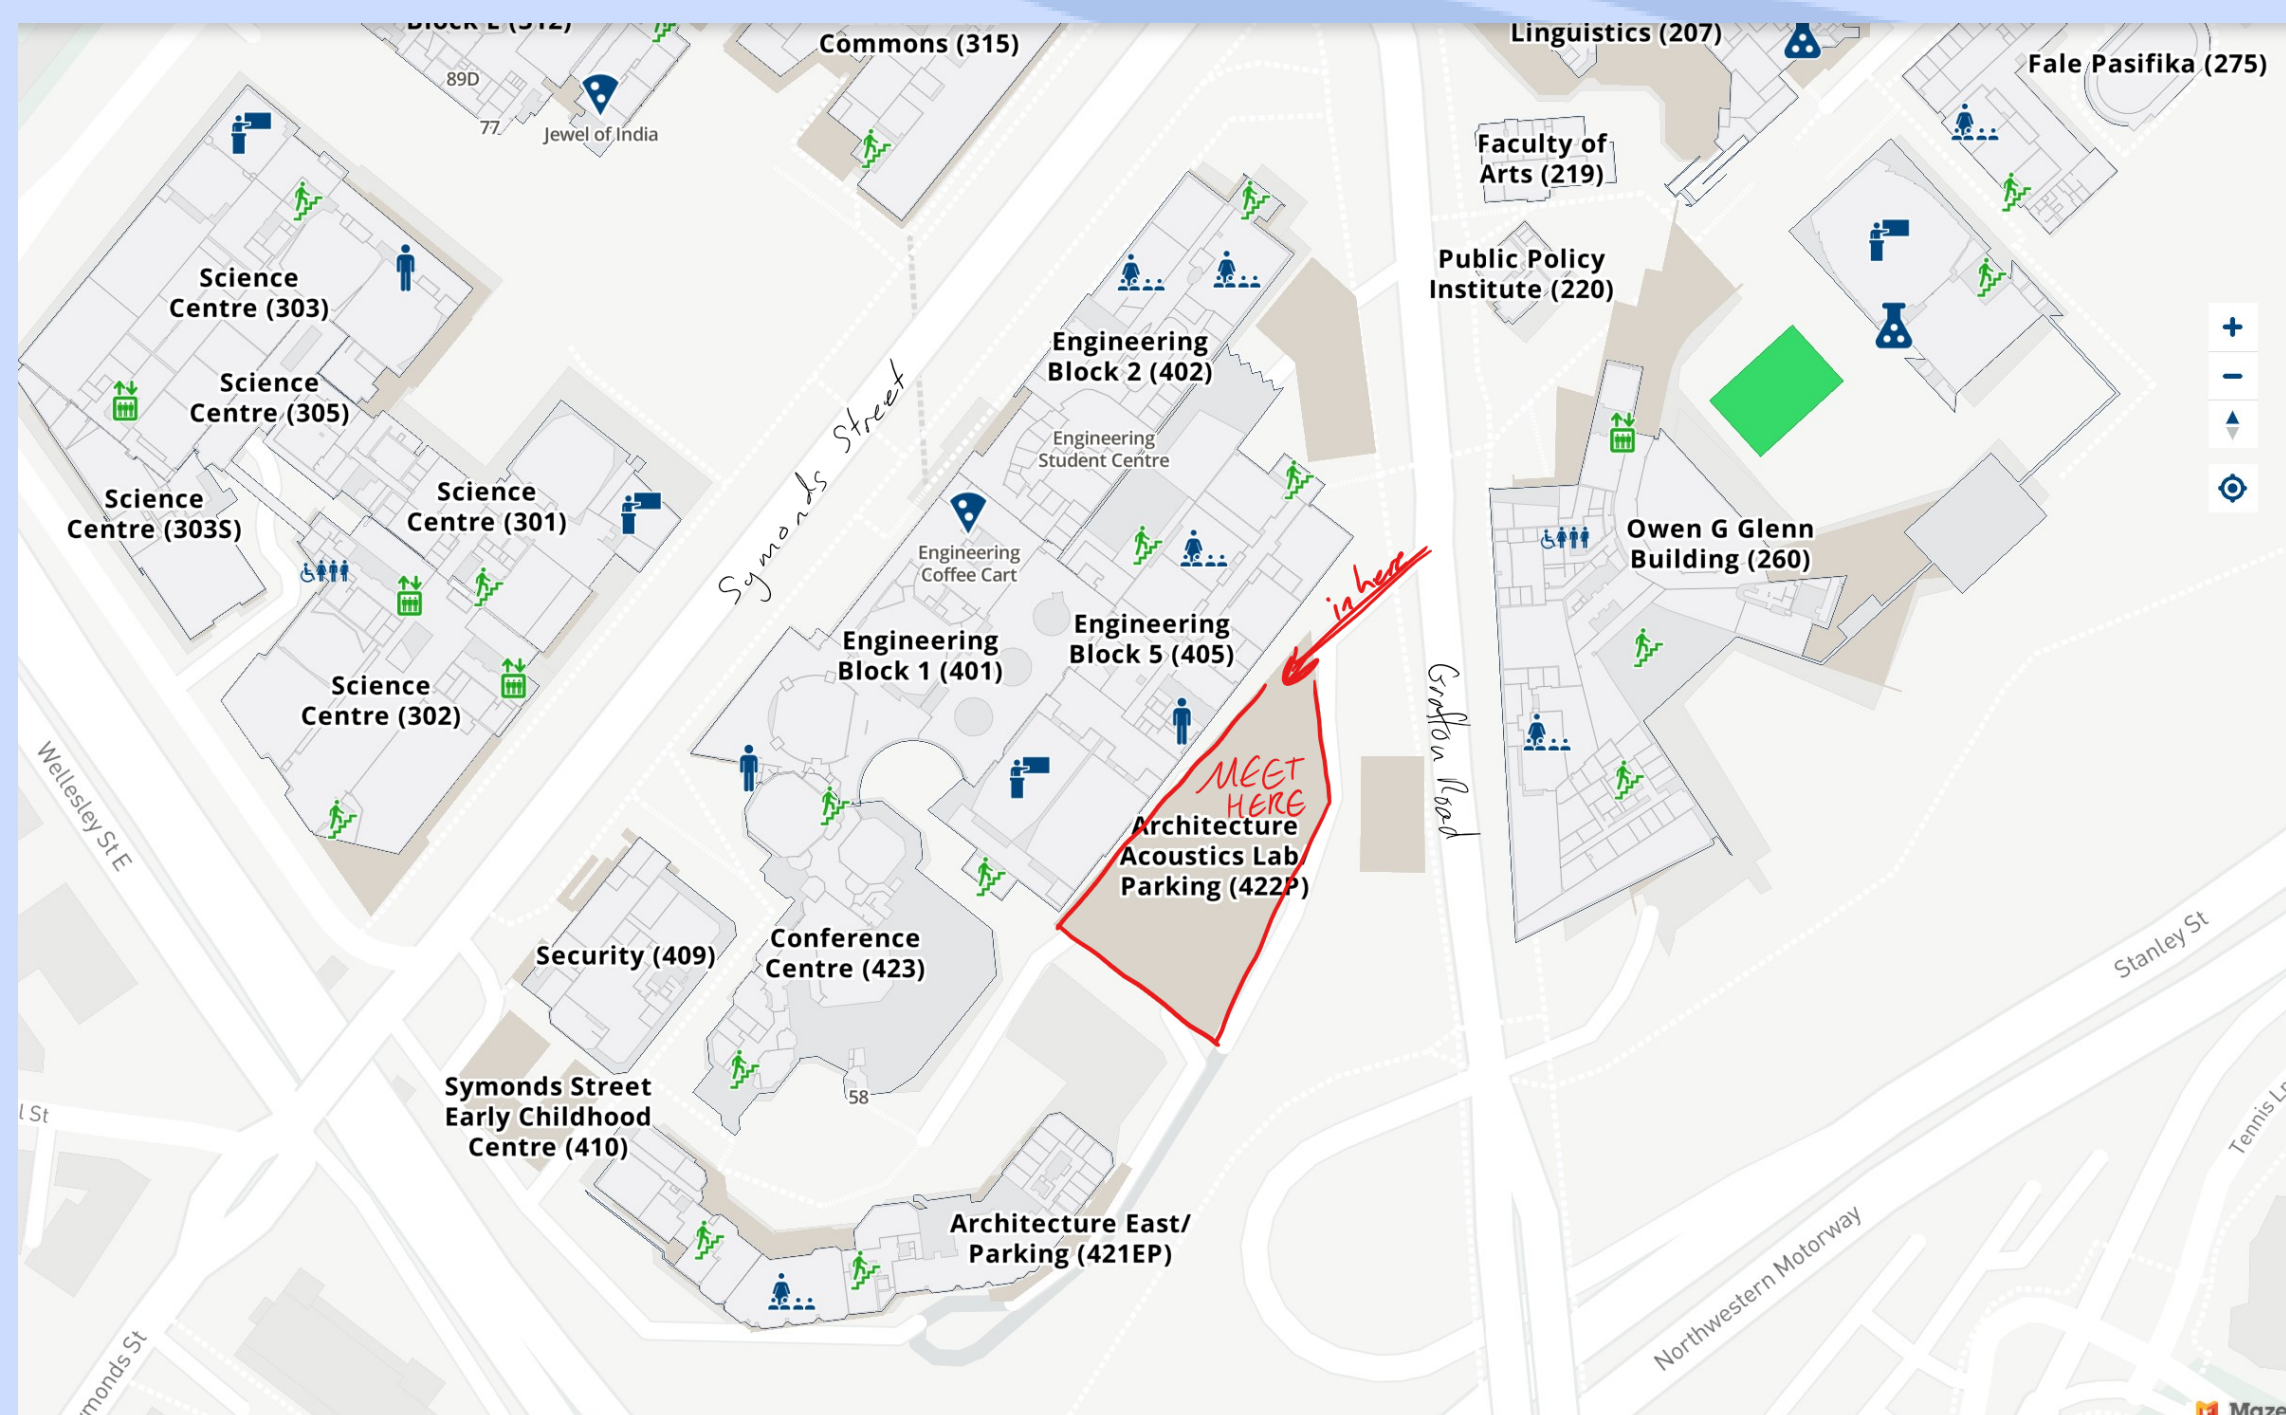 Commons (315)
Linguistics (207)
Fale Pasifika (275)
89D
77
Jewel of India
Faculty of
Arts (219)
Public Policy
Institute (220)
Science
Centre (303)
Science
Centre (305)
Engineering
Block 2 (402)
Symonds Street
Engineering
Student Centre
Science
Centre (303S)
Science
Centre (301)
Engineering
Coffee Cart
Owen G Glenn
Building (260)
in here
Engineering
Block 1 (401)
Engineering
Block 5 (405)
Science
Centre (302)
Wellesley St E
Grafton Road
MEET
HERE
Architecture
Acoustics Lab/
Parking (422P)
Security (409)
Conference
Centre (423)
Stanley St
58
Symonds Street
Early Childhood
Centre (410)
l St
Architecture East/
Parking (421EP)
Northwestern Motorway
Tennis L
monds St
Maze